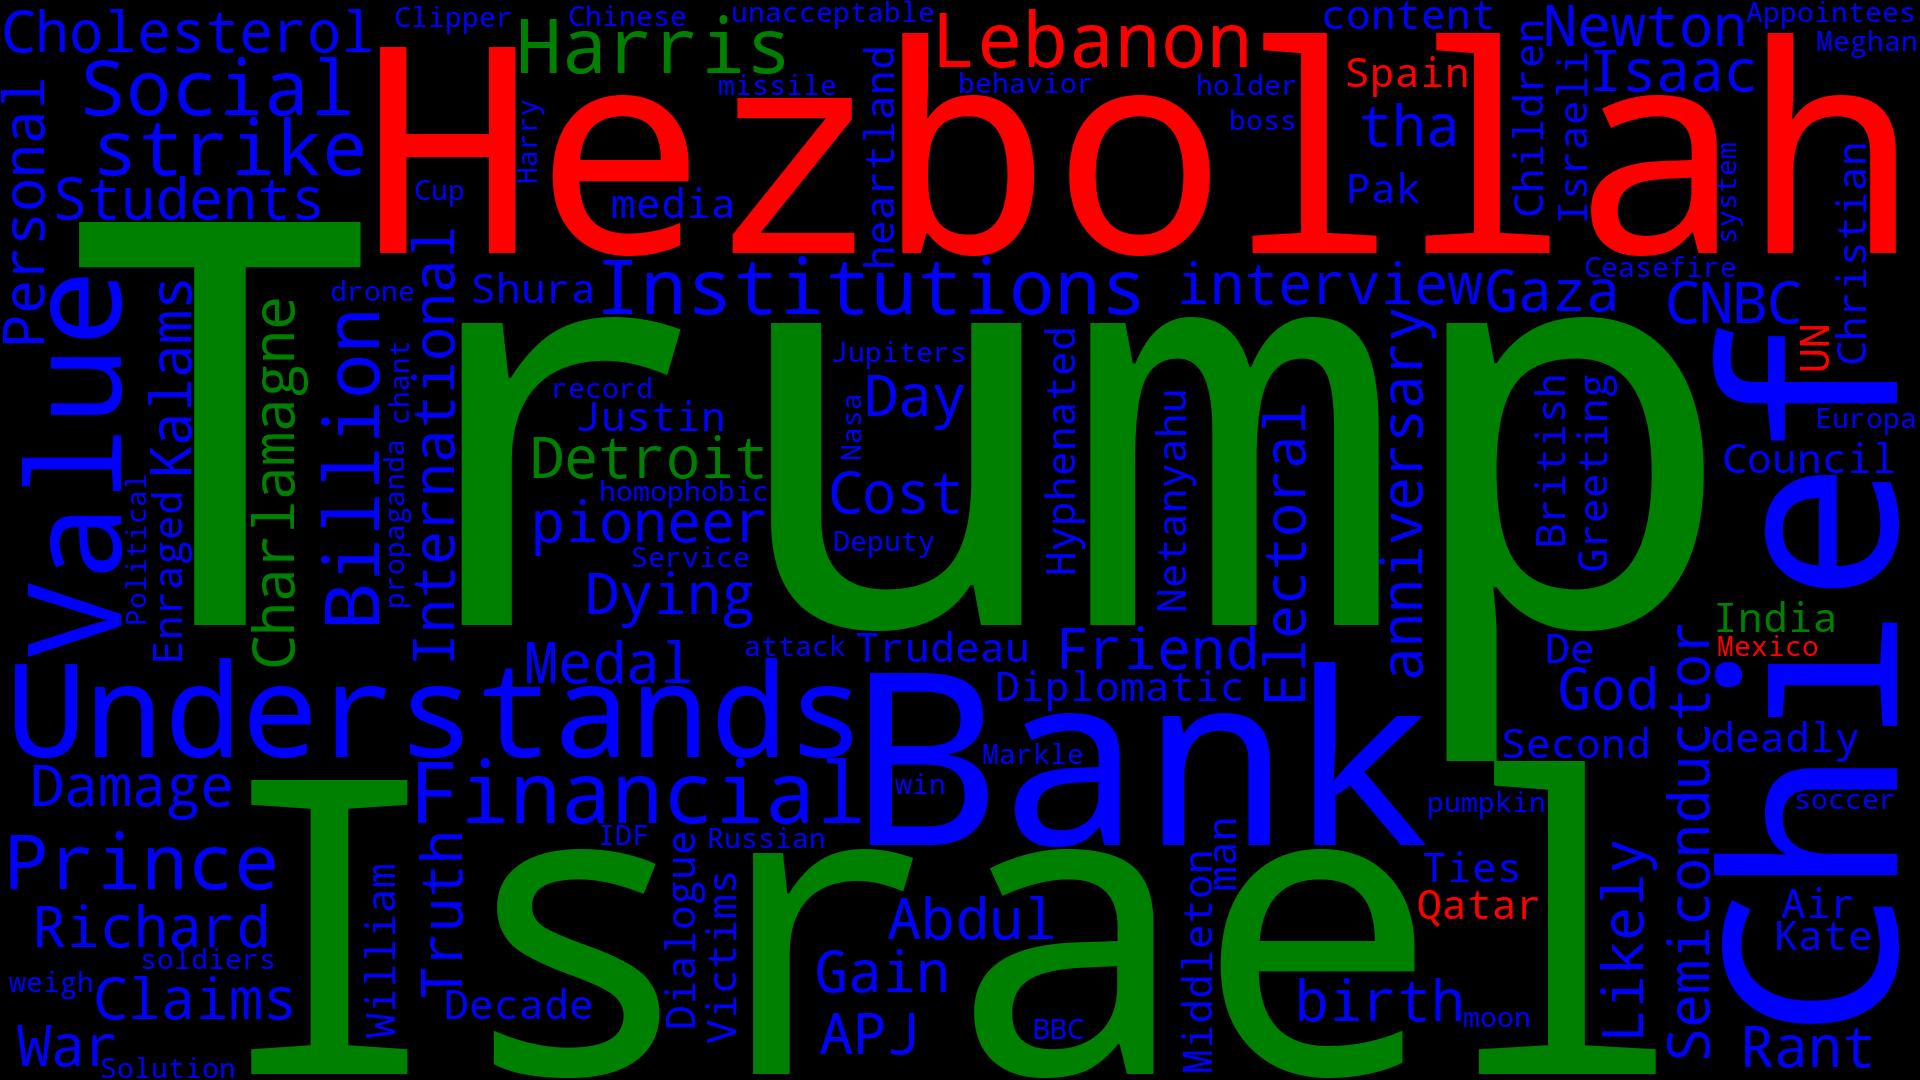 Cholesterol
Clipper
Chinese
unacceptable
content
Newton
Appointees
Meghan
Harris
Lebanon
Social
missile
behavior
holder
Spain
Isaac
boss
tha
strike
Hezbollah
Harry
heartland
Children
Israeli
system
Christian
Personal
Students
Cup
media
Pak
Value
Kalams
Charlamagne
drone
Billion
International
Shura
Institutions
interview
Gaza
Ceasefire
CNBC
UN
Trump
chant
propaganda
record
Justin
Detroit
homophobic
pioneer
Service
Dying
Jupiters
Nasa
Day
Cost
Deputy
Hyphenated
Netanyahu
Electoral
anniversary
British
Greeting
Europa
Council
Chief
Political
Enraged
India
Mexico
Medal
attack
Trudeau
Friend
De
Diplomatic
God
Understands
Bank
Markle
win
Second
deadly
Semiconductor
Damage
Financial
pumpkin
soccer
Prince
Truth
IDF
Russian
Israel
man
Ties
Qatar
Likely
Air
Kate
Richard
soldiers
William
Dialogue
Victims
Abdul
Middleton
weigh
Claims
Decade
Gain
birth
moon
War
Solution
APJ
BBC
Rant